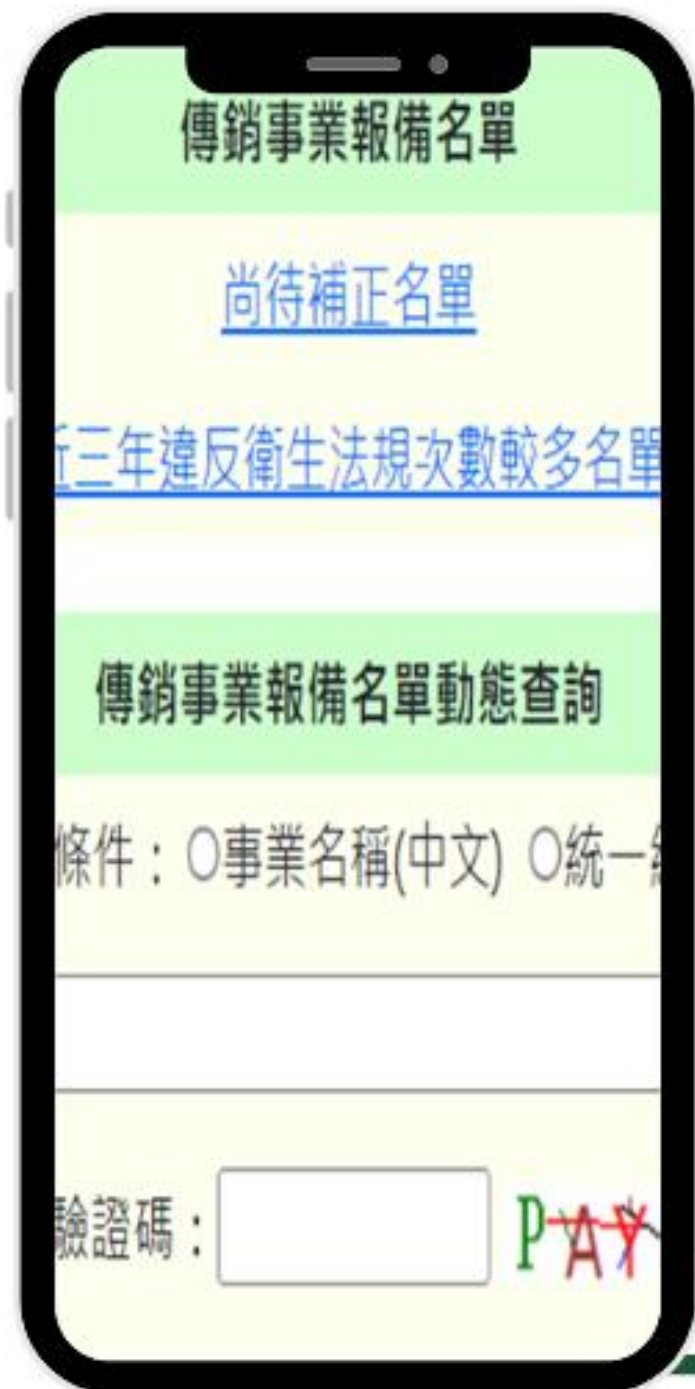 傳銷事業報備名單
尚待補正名單
近三年違反衛生法規次數較多名單
傳銷事業報備名單動態查詢
條件：○事業名稱(中文) ○統一編
驗證碼：
PAY